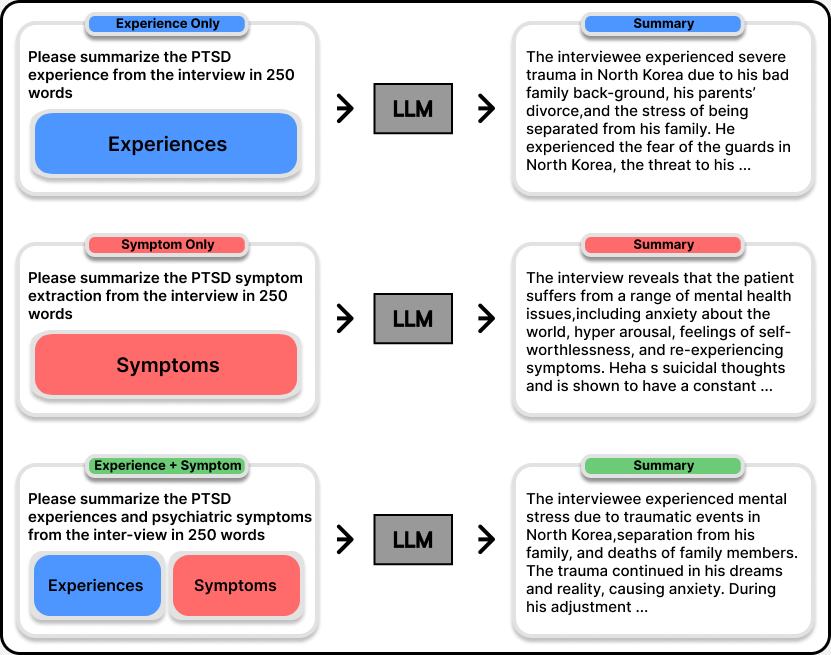 Experience Only
Please summarize the PTSD
experience from the interview in 250
words
Experiences
LLM
Summary
The interviewee experienced severe
trauma in North Korea due to his bad
family back-ground, his parents'
divorce,and the stress of being
separated from his family. He
experienced the fear of the guards in
North Korea, the threat to his ...
Symptom Only
Please summarize the PTSD symptom
extraction from the interview in 250
words
Symptoms
LLM
Summary
The interview reveals that the patient
suffers from a range of mental health
issues,including anxiety about the
world, hyper arousal, feelings of self-
worthlessness, and re-experiencing
symptoms. Heha s suicidal thoughts
and is shown to have a constant ...
Experience + Symptom
Please summarize the PTSD
experiences and psychiatric symptoms
from the inter-view in 250 words
Experiences
Symptoms
LLM
Summary
The interviewee experienced mental
stress due to traumatic events in
North Korea,separation from his
family, and deaths of family members.
The trauma continued in his dreams
and reality, causing anxiety. During
his adjustment ...